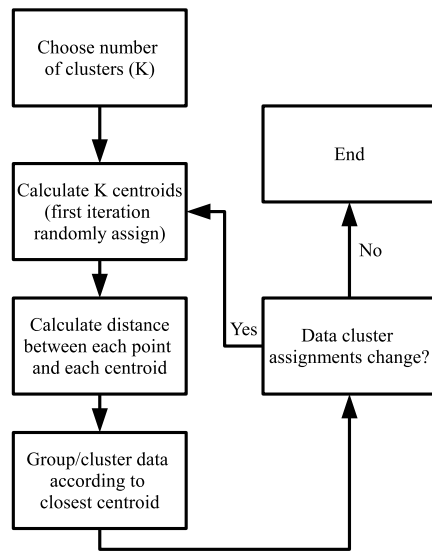 Choose number
of clusters (K)
Calculate K centroids
(first iteration
randomly assign)
Calculate distance
between each point
and each centroid
Group/cluster data
according to
closest centroid
Data cluster
assignments change?
Yes
No
End